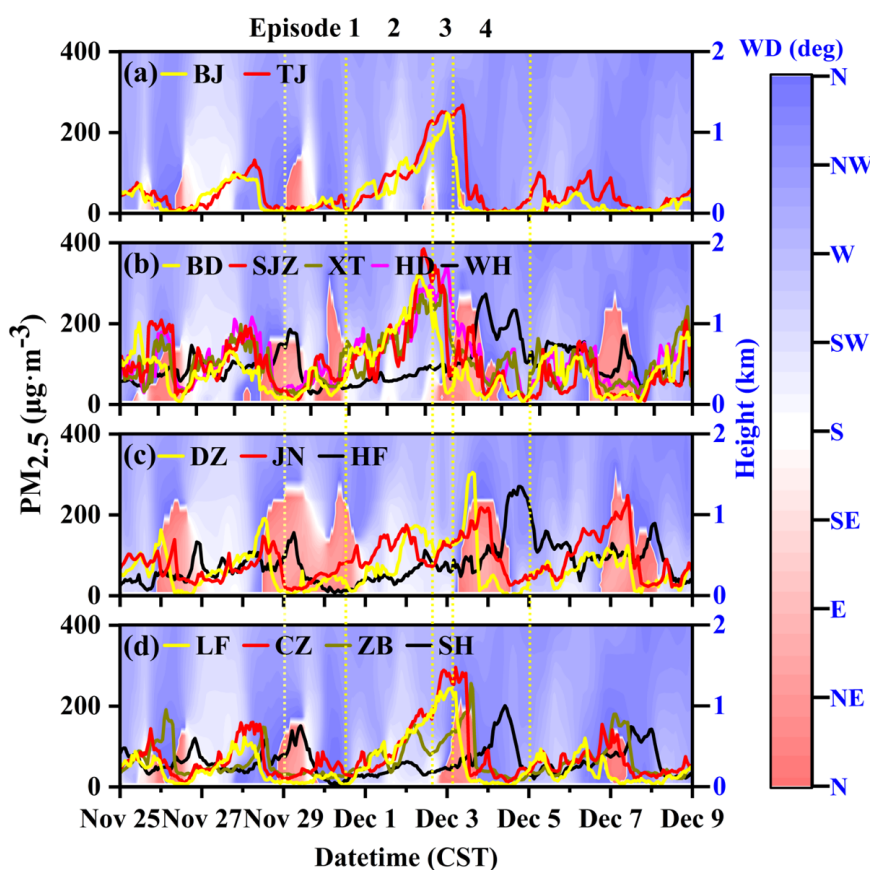 Episode 1 2 3 4
WD (deg)
400
200
0
(a) BJ TJ
2
1
0
400
200
0
(b) BD SJZ XT HD WH
2
1
0
400
200
0
(c) DZ JN HF
2
1
0
400
200
0
(d) LF CZ ZB SH
2
1
0
PM2.5 (μg·m−3)
Height (km)
N
NW
W
SW
S
SE
E
NE
N
Nov 25 Nov 27 Nov 29 Dec 1 Dec 3 Dec 5 Dec 7 Dec 9
Datetime (CST)